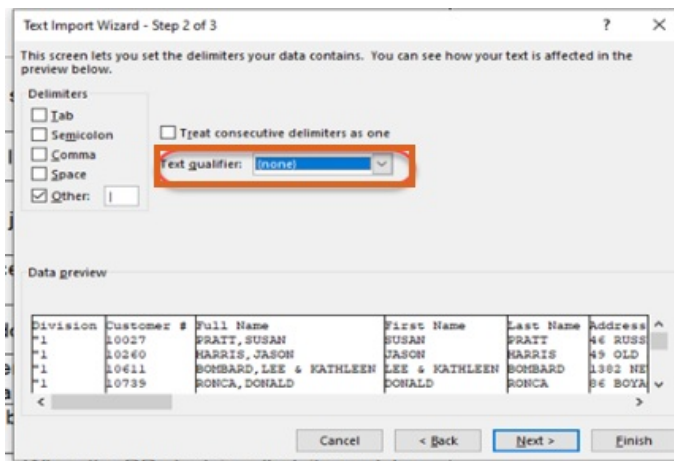 Text Import Wizard - Step 2 of 3
? ×
This screen lets you set the delimiters your data contains. You can see how your text is affected in the
preview below.
Delimiters
Tab
Semicolon
Comma
Space
Other: |
Treat consecutive delimiters as one
Text qualifier: (none)
Data preview
Division Customer # Full Name First Name Last Name Address
"1 10027 PRATT,SUSAN SUSAN PRATT 46 RUSS
"1 10260 HARRIS,JASON JASON HARRIS 49 OLD
"1 10611 BOMBARD,LEE & KATHLEEN LEE & KATHLEEN BOMBARD 1382 NE
"1 10739 RONCA,DONALD DONALD RONCA 86 BOYA
Cancel < Back Next > Finish